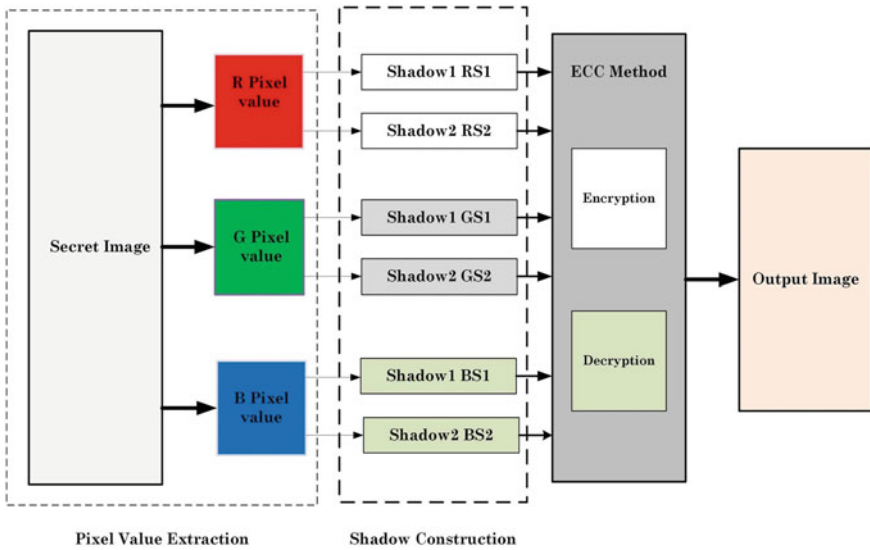 Secret Image
R Pixel
value
G Pixel
value
B Pixel
value
Shadow1 RS1
Shadow2 RS2
Shadow1 GS1
Shadow2 GS2
Shadow1 BS1
Shadow2 BS2
ECC Method
Encryption
Decryption
Output Image
Pixel Value Extraction
Shadow Construction